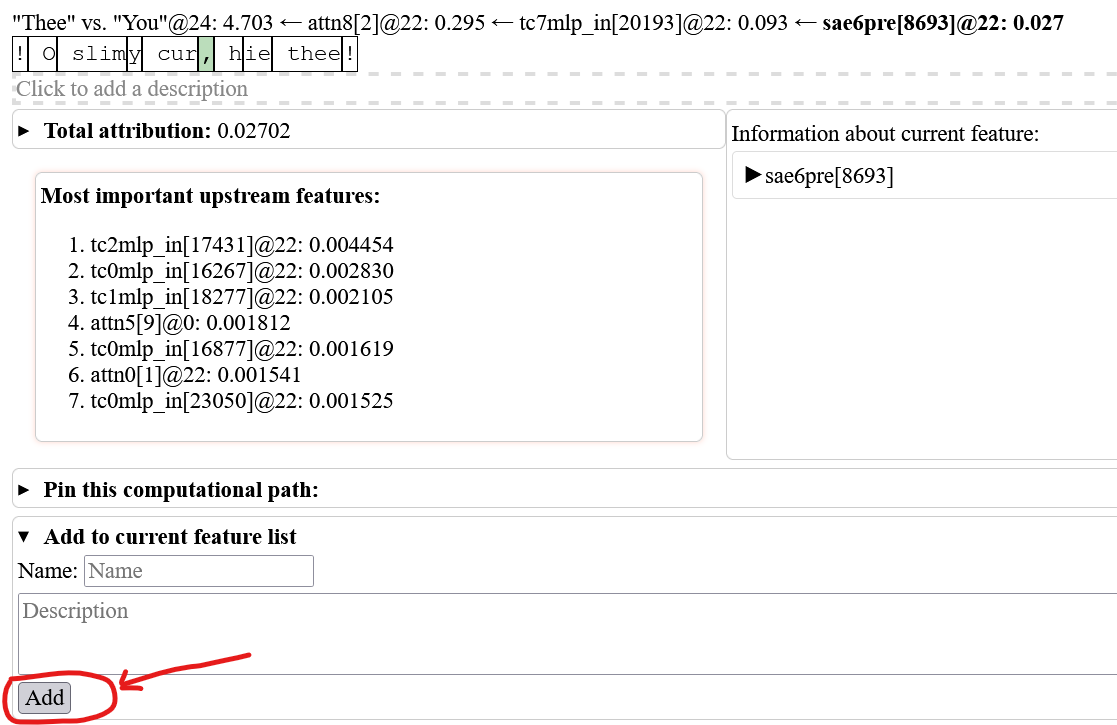 "Thee" vs. "You"@24: 4.703 ← attn8[2]@22: 0.295 ← tc7mlp_in[20193]@22: 0.093 ← sae6pre[8693]@22: 0.027
! O slimy cur, hie thee!
Click to add a description
▶ Total attribution: 0.02702
Information about current feature:
▶sae6pre[8693]
Most important upstream features:
1. tc2mlp_in[17431]@22: 0.004454
2. tc0mlp_in[16267]@22: 0.002830
3. tc1mlp_in[18277]@22: 0.002105
4. attn5[9]@0: 0.001812
5. tc0mlp_in[16877]@22: 0.001619
6. attn0[1]@22: 0.001541
7. tc0mlp_in[23050]@22: 0.001525
▶ Pin this computational path:
▼ Add to current feature list
Name: Name
Description
Add